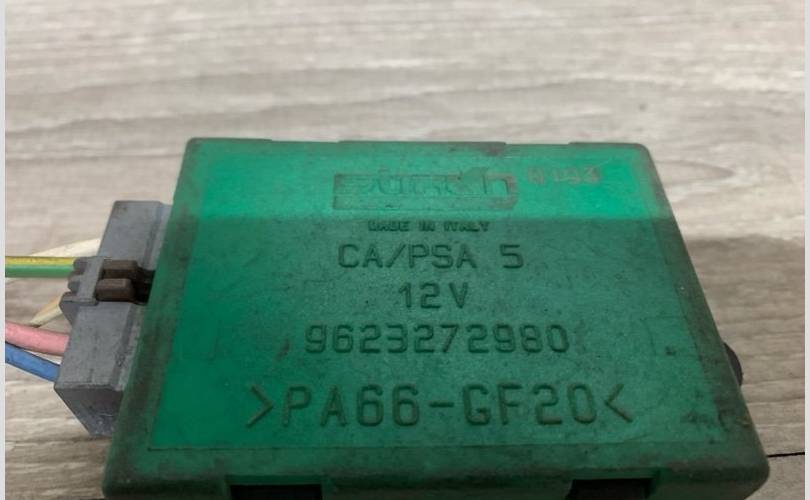 MADE IN ITALY
CA/PSA 5
12V
9623272980
>PA66-GF20<